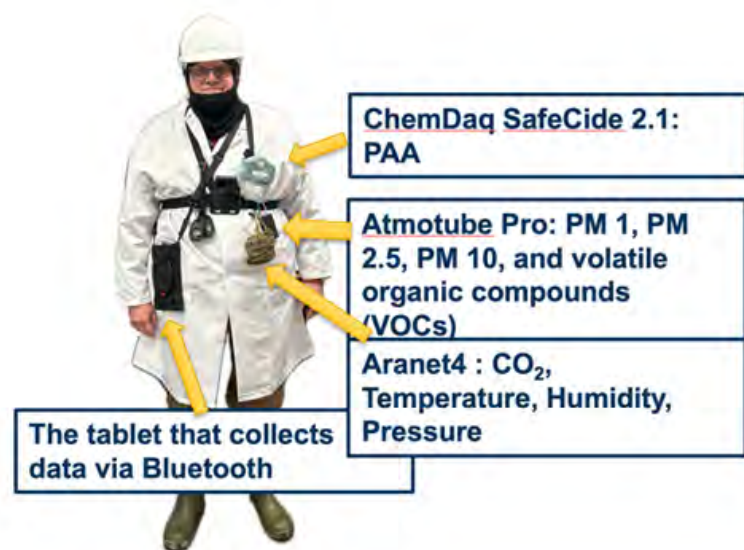 ChemDaq SafeCide 2.1:
PAA
Atmotube Pro: PM 1, PM
2.5, PM 10, and volatile
organic compounds
(VOCs)
Aranet4 : CO₂,
Temperature, Humidity,
Pressure
The tablet that collects
data via Bluetooth